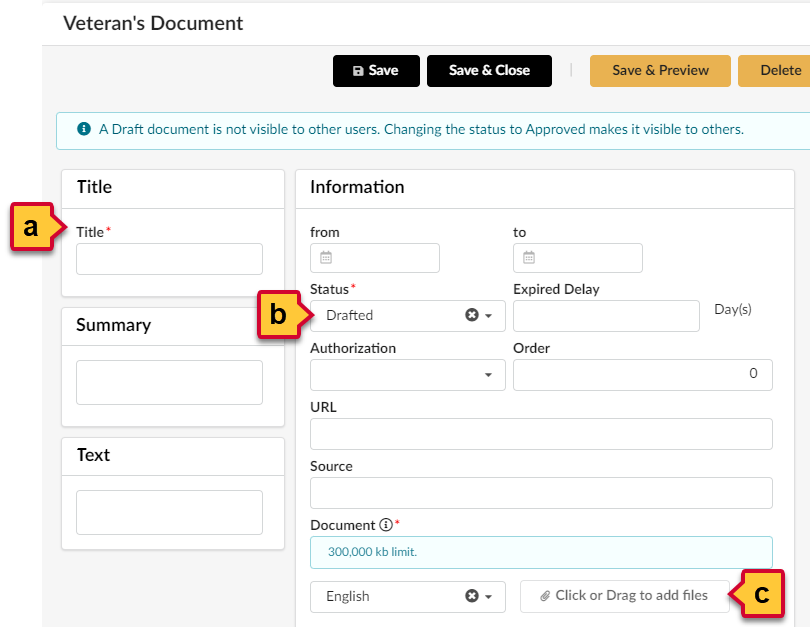 Veteran's Document
Save
Save & Close
Save & Preview
Delete
A Draft document is not visible to other users. Changing the status to Approved makes it visible to others.
Title
a
Title*
Summary
Text
Information
from
to
Status*
Expired Delay
b
Drafted
Day(s)
Authorization
Order
0
URL
Source
Document *
300,000 kb limit.
English
Click or Drag to add files
c